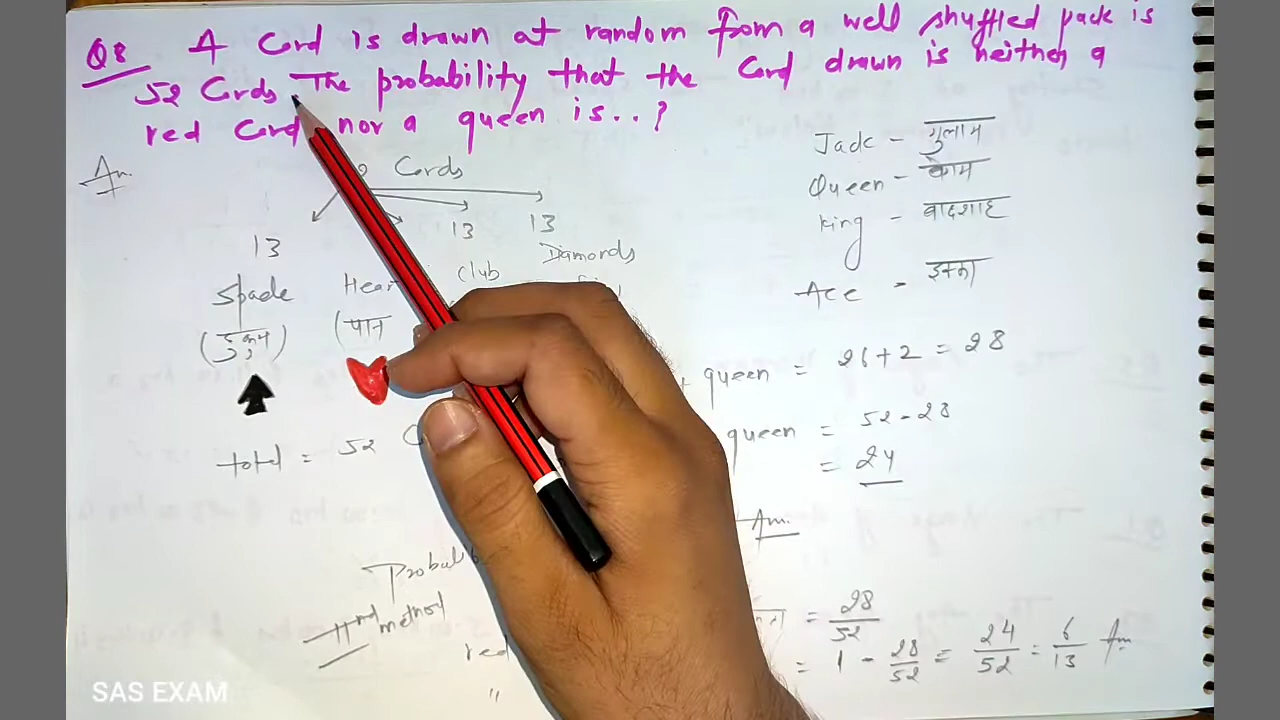 Q8 A Card is drawn at random from a well shuffled pack is
52 Cards. The probability that the Card drawn is neither a
red Card nor a queen is..?
Ans.
Cards
13
13
13
Spade
Hear
Club
Diamonds
(हुकुम)
(पान
Jack - गुलाम
Queen - बेगम
King - बादशाह
Ace - इक्का
total = 52 C
queen = 26+2 = 28
queen = 52-28
= 24
Ans.
Probabi
IInd method
= 28/52
red
= 1 - 28/52 = 24/52 = 6/13 Ans
"
SAS EXAM